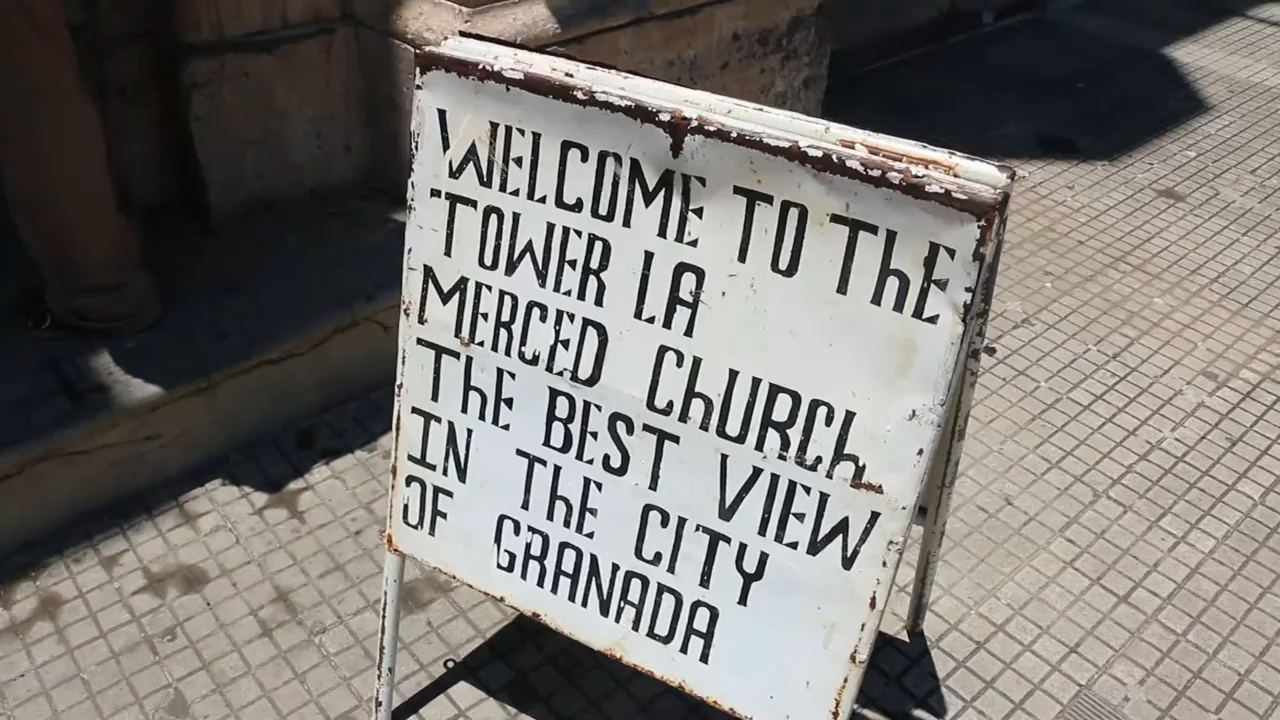 WELCOME TO ThE
TOWER LA
MERCED ChURCh
ThE BEST VIEW
IN ThE CITY
OF GRANADA